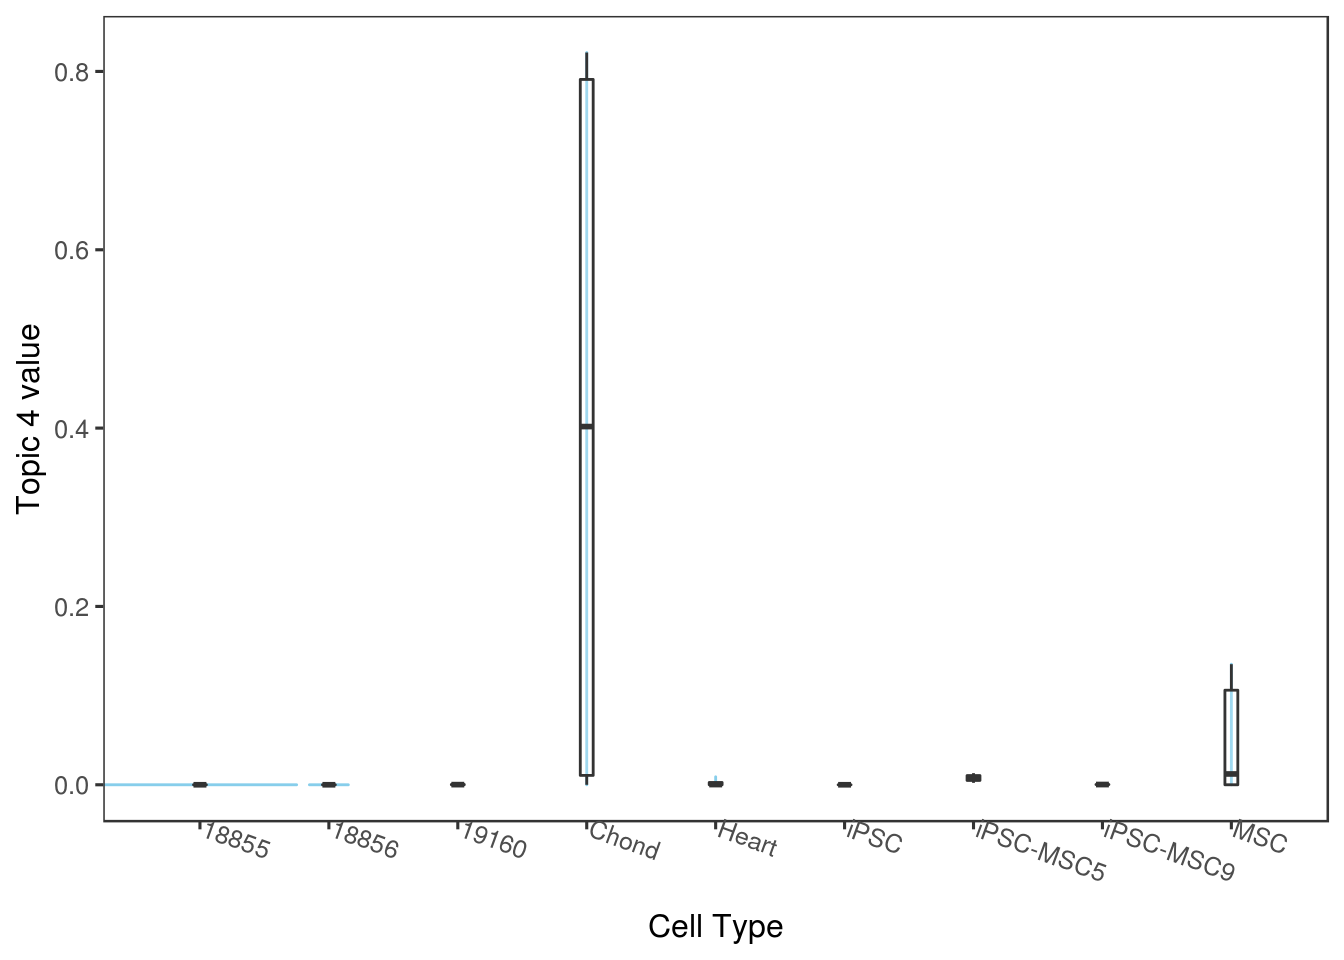 Topic 4 value
0.8
0.6
0.4
0.2
0.0
18855
18856
19160
Chond
Heart
iPSC
iPSC-MSC5
iPSC-MSC9
MSC
Cell Type